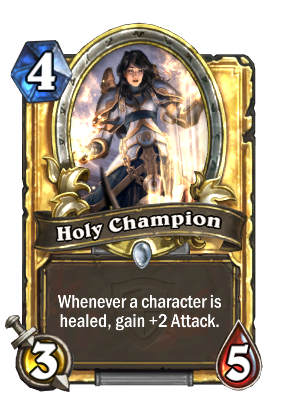 4
Holy Champion
Whenever a character is
healed, gain +2 Attack.
3
5